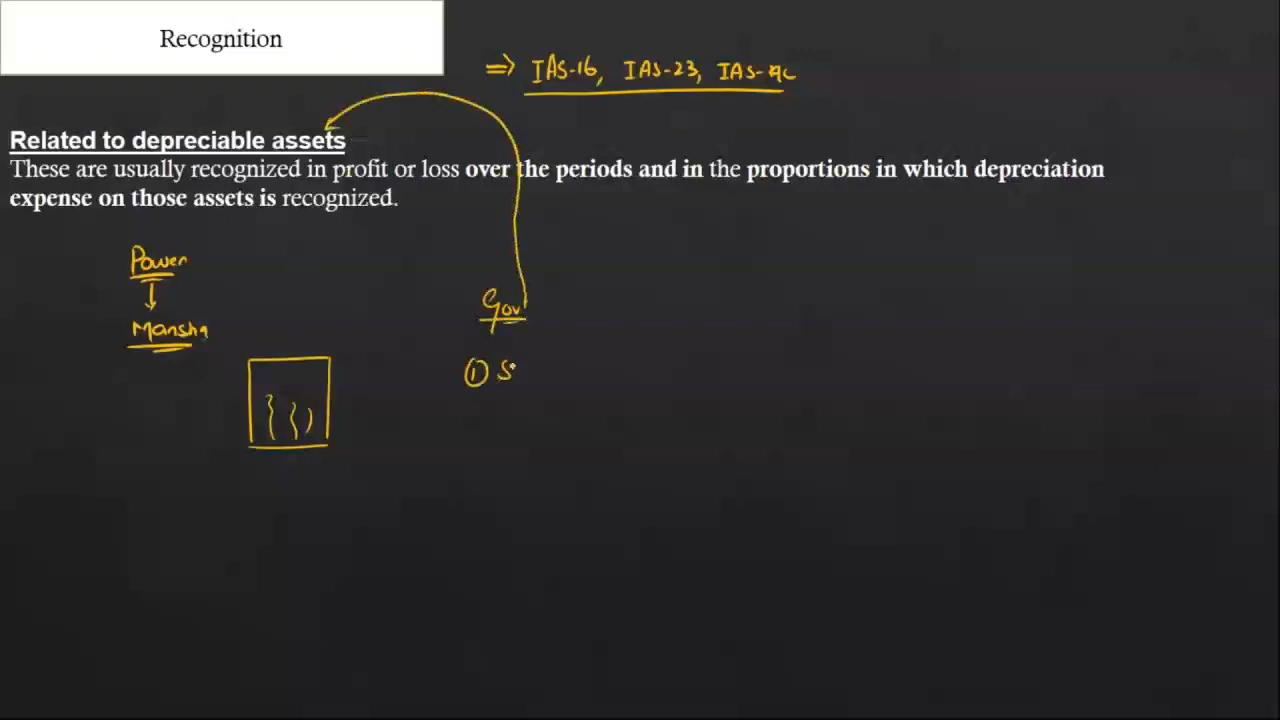 Recognition
⇒ IAS-16, IAS-23, IAS-
Related to depreciable assets
These are usually recognized in profit or loss over the periods and in the proportions in which depreciation
expense on those assets is recognized.
Power
Mansha
Gov
① S